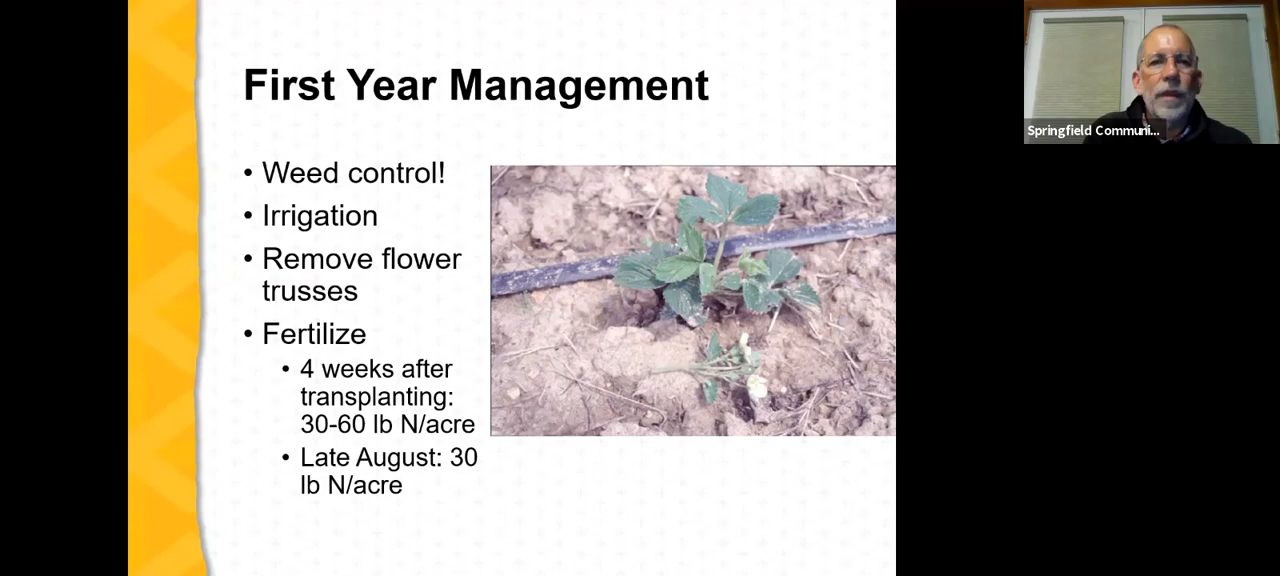 First Year Management
• Weed control!
• Irrigation
• Remove flower
trusses
• Fertilize
• 4 weeks after
transplanting:
30-60 lb N/acre
• Late August: 30
lb N/acre
Springfield Communi...